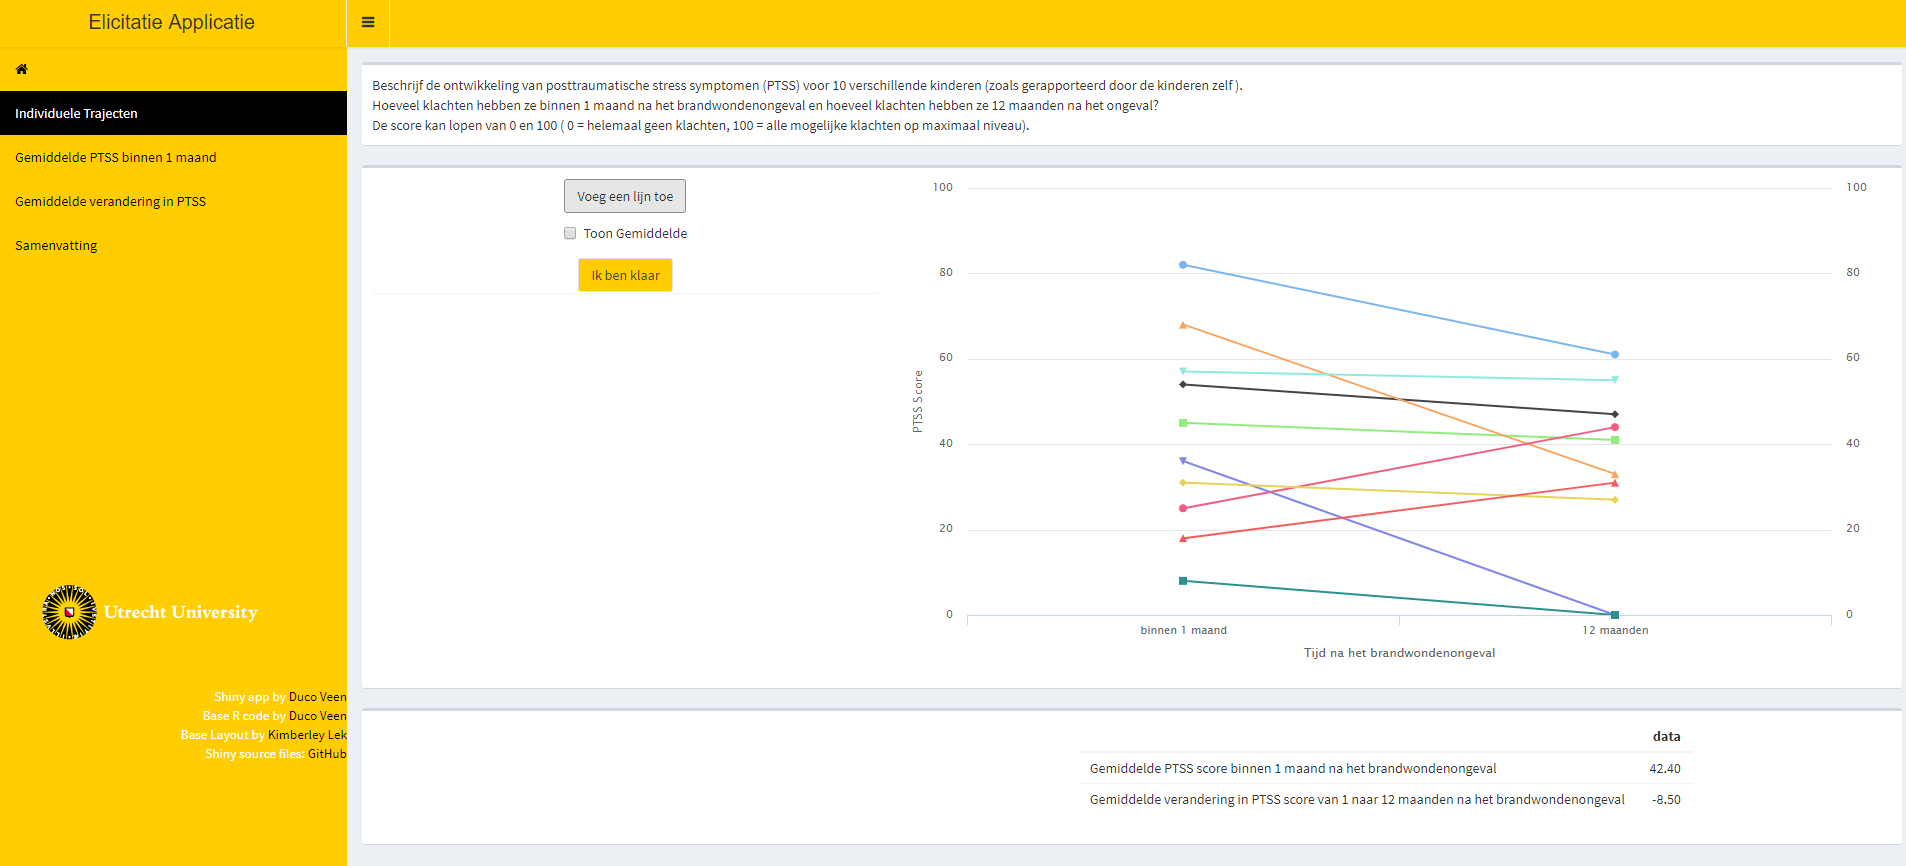 Elicitatie Applicatie
Individuele Trajecten
Gemiddelde PTSS binnen 1 maand
Gemiddelde verandering in PTSS
Samenvatting
Utrecht University
Shiny app by Duco Veen
Base R code by Duco Veen
Base Layout by Kimberley Lek
Shiny source files: GitHub
Beschrijf de ontwikkeling van posttraumatische stress symptomen (PTSS) voor 10 verschillende kinderen (zoals gerapporteerd door de kinderen zelf ).
Hoeveel klachten hebben ze binnen 1 maand na het brandwondenongeval en hoeveel klachten hebben ze 12 maanden na het ongeval?
De score kan lopen van 0 en 100 ( 0 = helemaal geen klachten, 100 = alle mogelijke klachten op maximaal niveau).
Voeg een lijn toe
Toon Gemiddelde
Ik ben klaar
PTSS Score
100 100
80 80
60 60
40 40
20 20
0 0
binnen 1 maand 12 maanden
Tijd na het brandwondenongeval
data
Gemiddelde PTSS score binnen 1 maand na het brandwondenongeval 42.40
Gemiddelde verandering in PTSS score van 1 naar 12 maanden na het brandwondenongeval -8.50